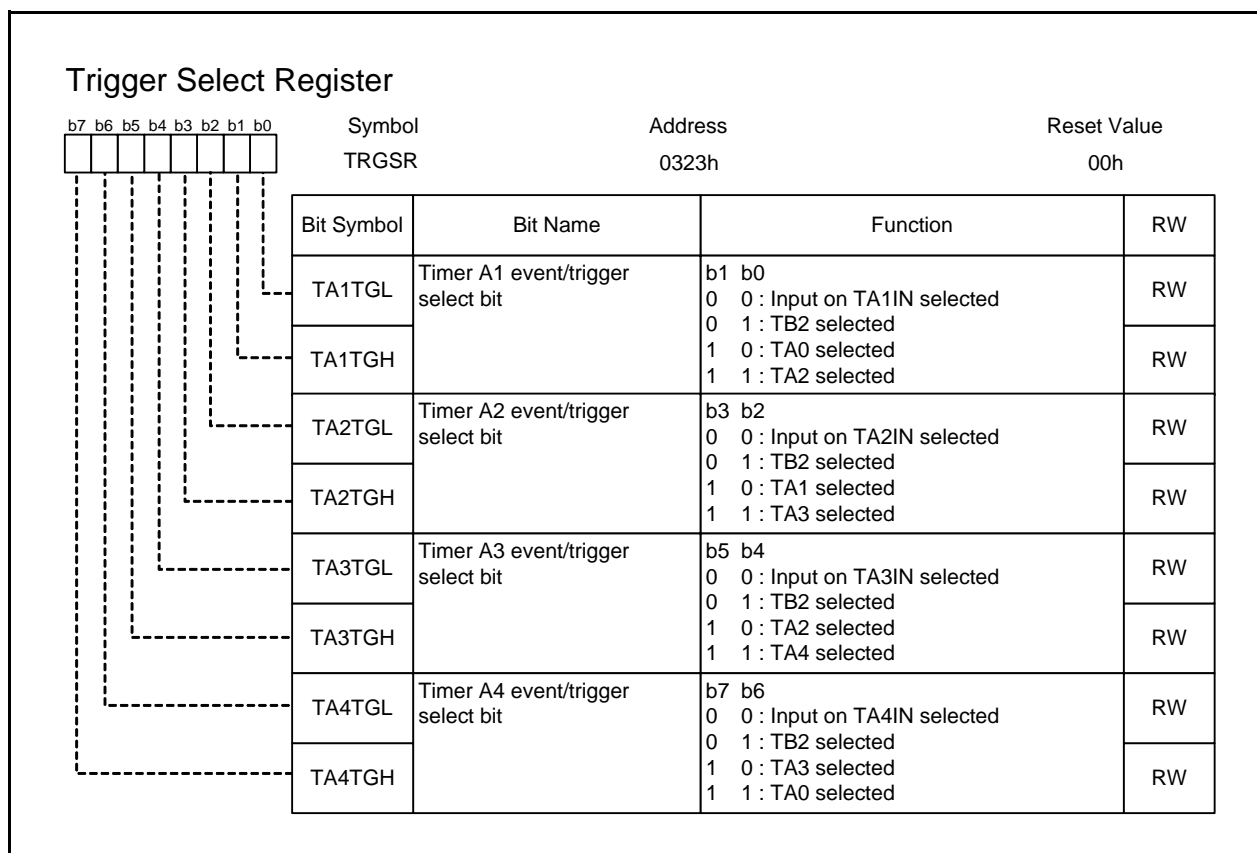 Trigger Select Register
b7 b6 b5 b4 b3 b2 b1 b0
Symbol Address Reset Value
TRGSR 0323h 00h
Bit Symbol Bit Name Function RW
TA1TGL
TA1TGH
Timer A1 event/trigger
select bit
b1 b0
0 0 : Input on TA1IN selected
0 1 : TB2 selected
1 0 : TA0 selected
1 1 : TA2 selected
RW
RW
TA2TGL
TA2TGH
Timer A2 event/trigger
select bit
b3 b2
0 0 : Input on TA2IN selected
0 1 : TB2 selected
1 0 : TA1 selected
1 1 : TA3 selected
RW
RW
TA3TGL
TA3TGH
Timer A3 event/trigger
select bit
b5 b4
0 0 : Input on TA3IN selected
0 1 : TB2 selected
1 0 : TA2 selected
1 1 : TA4 selected
RW
RW
TA4TGL
TA4TGH
Timer A4 event/trigger
select bit
b7 b6
0 0 : Input on TA4IN selected
0 1 : TB2 selected
1 0 : TA3 selected
1 1 : TA0 selected
RW
RW